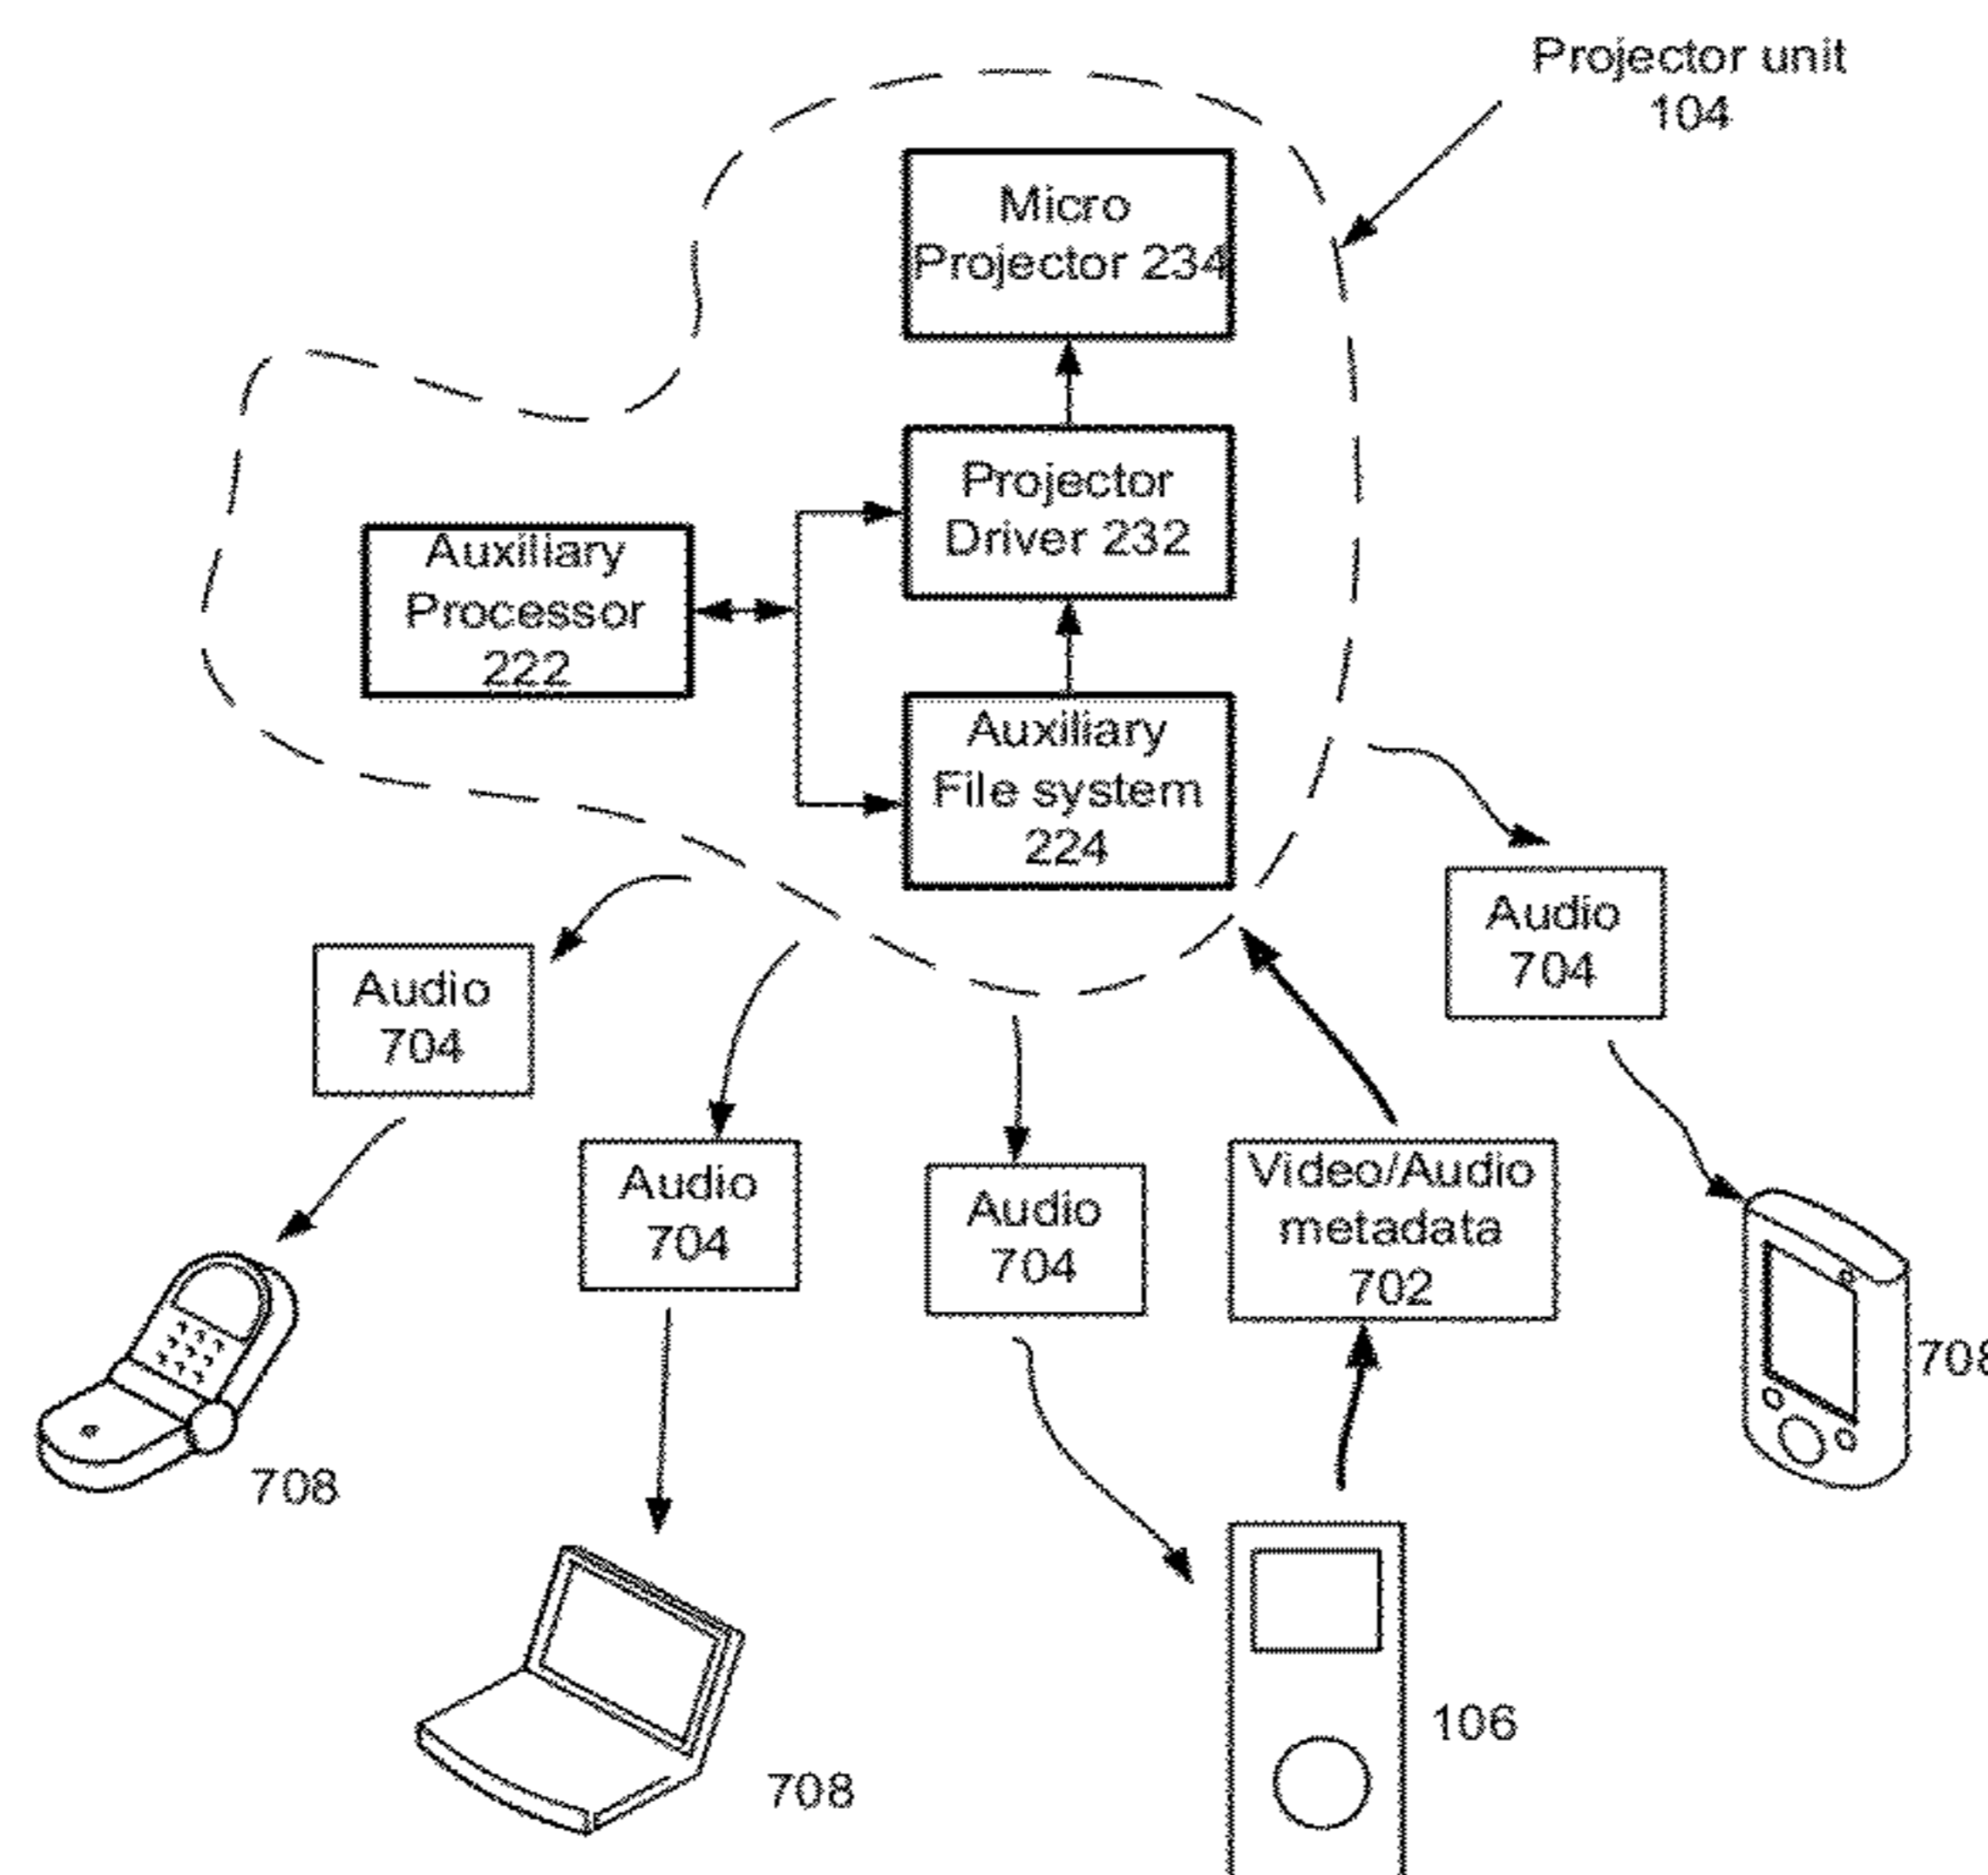 Projector unit
104
Micro
Projector 234
Projector
Driver 232
Auxiliary
Processor
222
Auxiliary
File system
224
Audio
704
Audio
704
Audio
704
Audio
704
Video/Audio
metadata
702
708
708
708
106